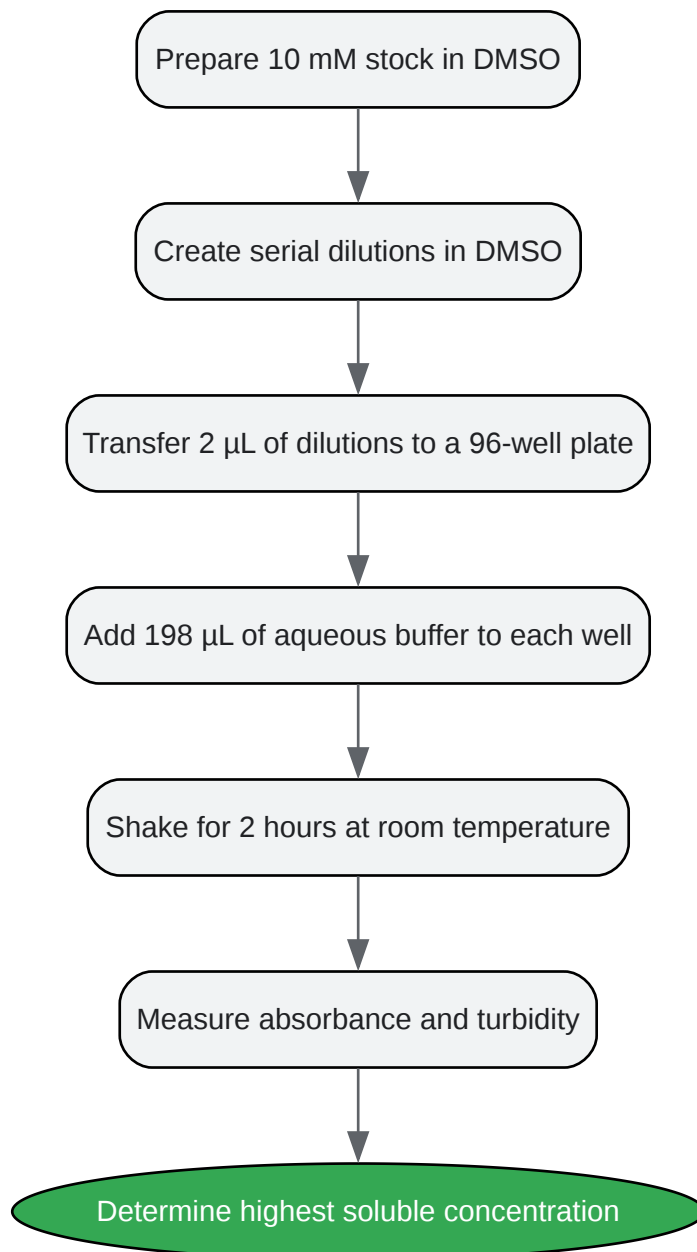 Prepare 10 mM stock in DMSO
Create serial dilutions in DMSO
Transfer 2 µL of dilutions to a 96-well plate
Add 198 µL of aqueous buffer to each well
Shake for 2 hours at room temperature
Measure absorbance and turbidity
Determine highest soluble concentration